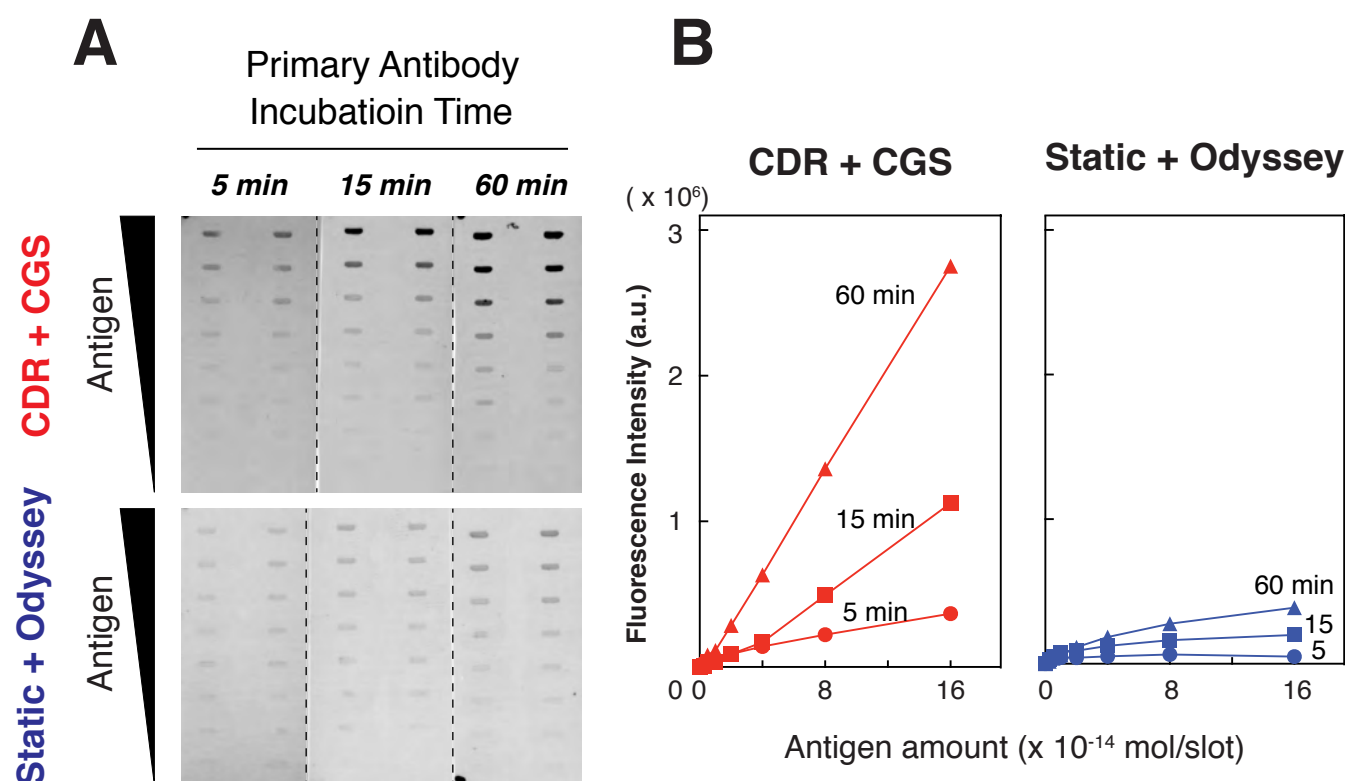 A
Primary Antibody
Incubatioin Time
5 min 15 min 60 min
CDR + CGS
Antigen
Static + Odyssey
Antigen
B
CDR + CGS
( x 10⁶)
3
2
1
0
Fluorescence Intensity (a.u.)
60 min
15 min
5 min
0 8 16
Static + Odyssey
60 min
15
5
0 8 16
Antigen amount (x 10⁻¹⁴ mol/slot)